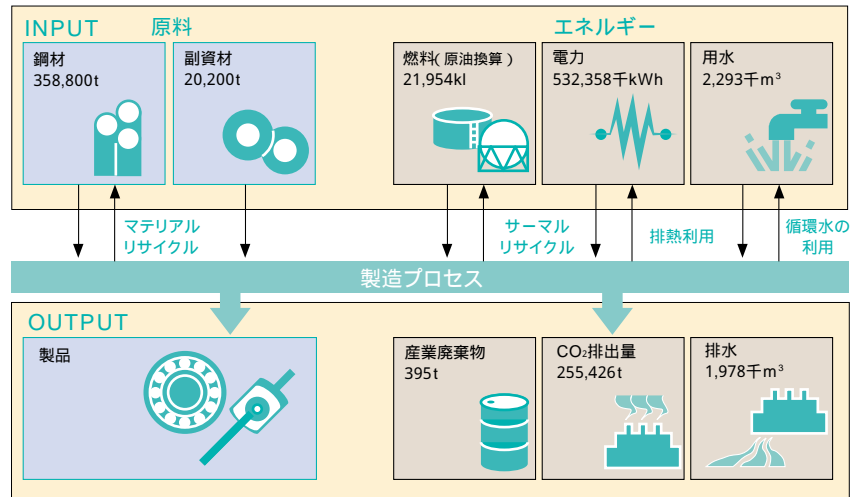 INPUT 原料
エネルギー
鋼材
358,800t
副資材
20,200t
燃料(原油換算)
21,954kl
電力
532,358千kWh
用水
2,293千m³
マテリアル
リサイクル
サーマル
リサイクル
排熱利用
循環水の
利用
製造プロセス
OUTPUT
製品
産業廃棄物
395t
CO₂排出量
255,426t
排水
1,978千m³